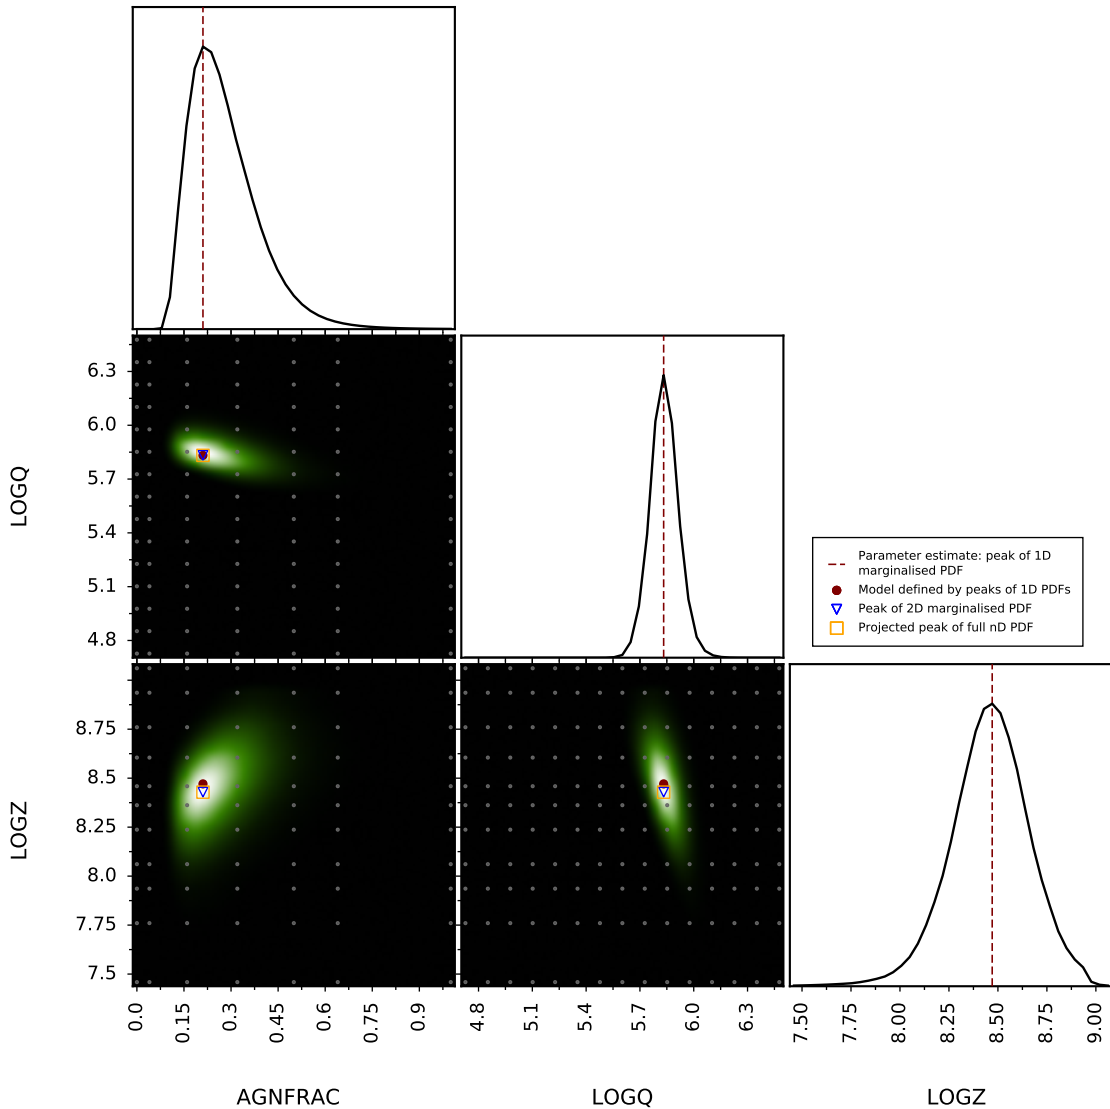 6.3
6.0
5.7
5.4
5.1
4.8
LOGQ
Parameter estimate: peak of 1D
marginalised PDF
Model defined by peaks of 1D PDFs
Peak of 2D marginalised PDF
Projected peak of full nD PDF
8.75
8.5
8.25
8.0
7.75
7.5
LOGZ
0.0 0.15 0.3 0.45 0.6 0.75 0.9
4.8 5.1 5.4 5.7 6.0 6.3
7.50 7.75 8.00 8.25 8.50 8.75 9.00
AGNFRAC
LOGQ
LOGZ